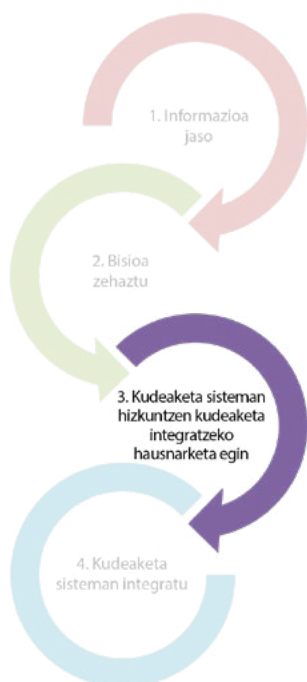 1. Informazioa
jaso
2. Bisioa
zehaztu
3. Kudeaketa sisteman
hizkuntzen kudeaketa
integratzeko
hausnarketa egin
4. Kudeaketa
sisteman integratu